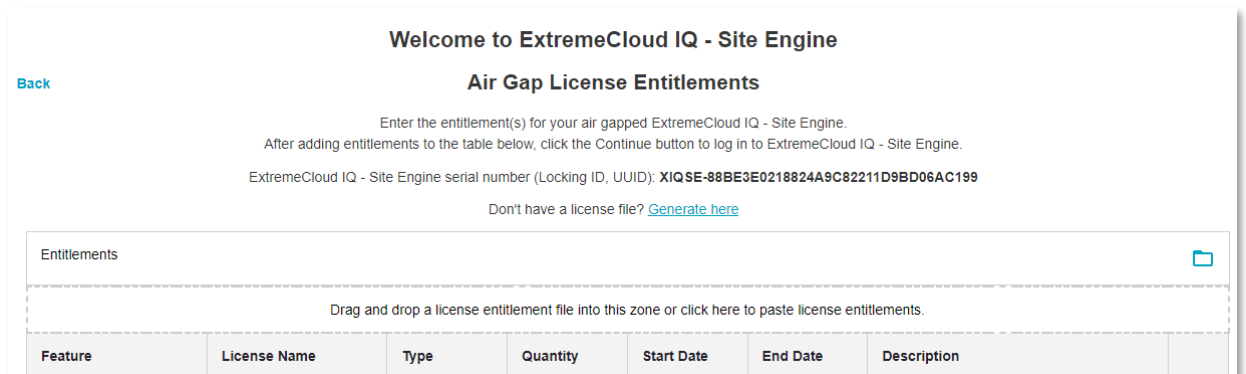 Welcome to ExtremeCloud IQ - Site Engine
Back
Air Gap License Entitlements
Enter the entitlement(s) for your air gapped ExtremeCloud IQ - Site Engine.
After adding entitlements to the table below, click the Continue button to log in to ExtremeCloud IQ - Site Engine.
ExtremeCloud IQ - Site Engine serial number (Locking ID, UUID): XIQSE-88BE3E0218824A9C82211D9BD06AC199
Don't have a license file? Generate here
Entitlements
Drag and drop a license entitlement file into this zone or click here to paste license entitlements.
Feature License Name Type Quantity Start Date End Date Description